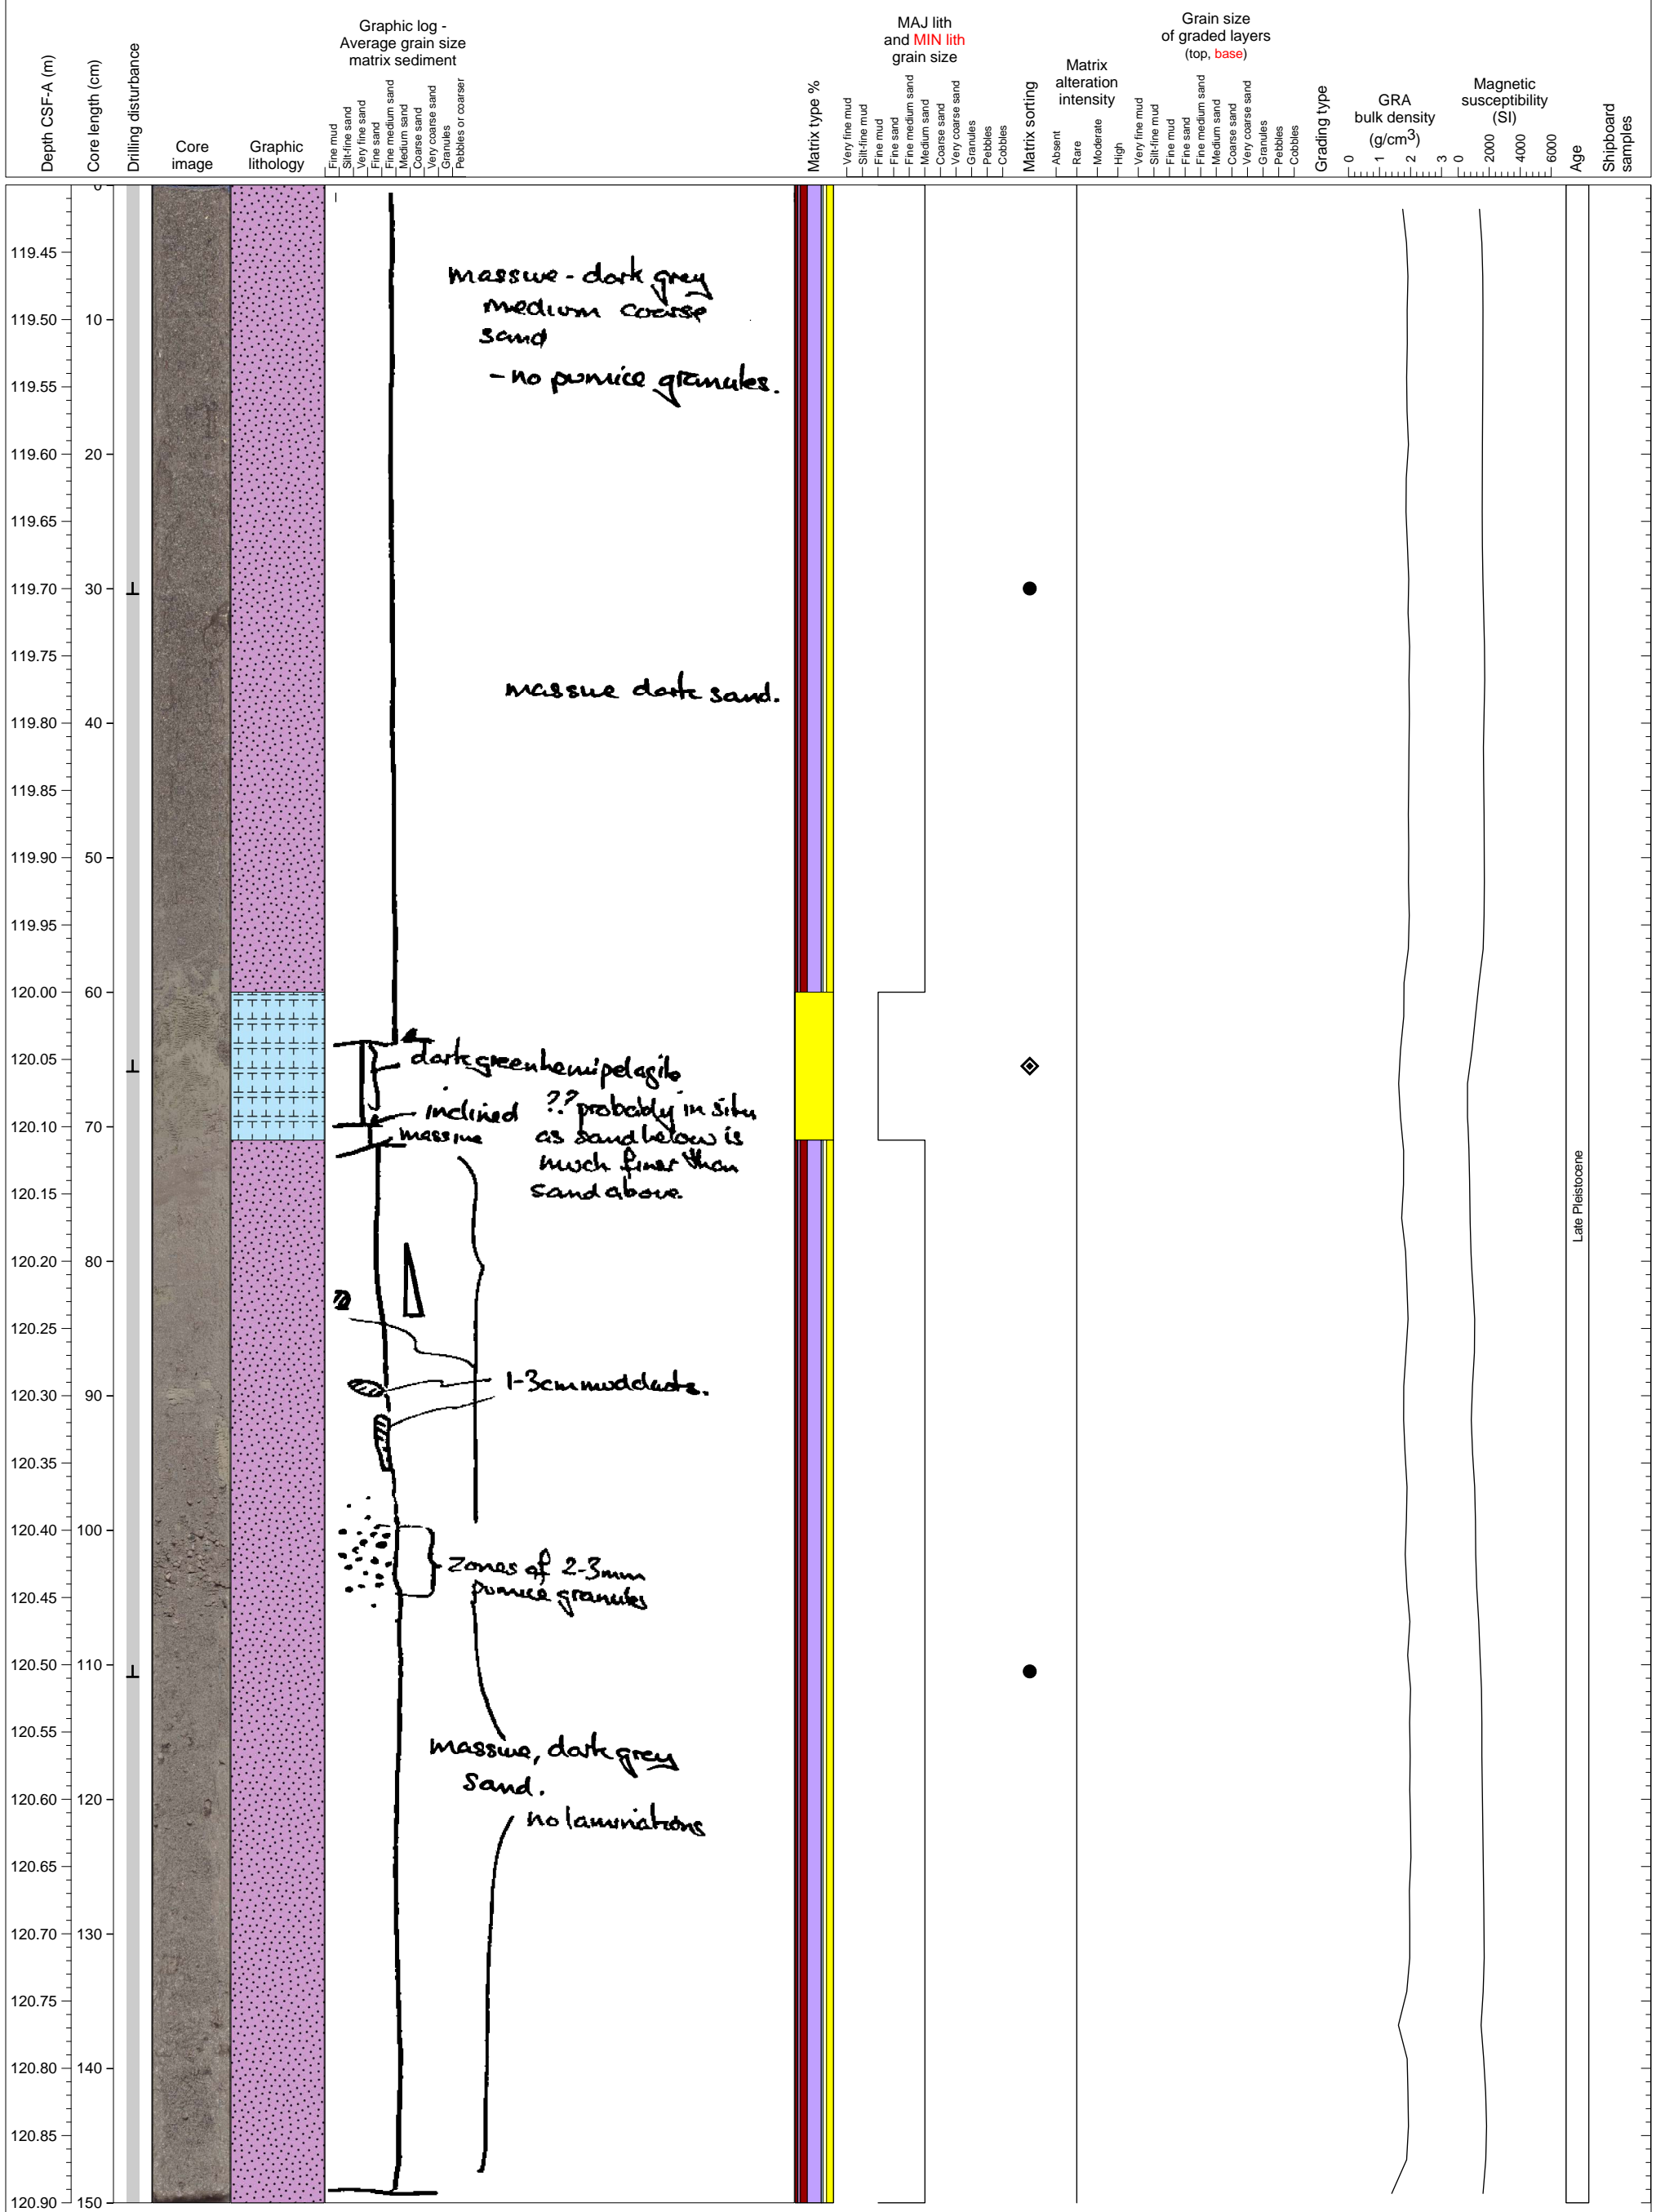 Depth CSF-A (m)
Core length (cm)
Drilling disturbance
Core
image
Graphic
lithology
Graphic log -
Average grain size
matrix sediment
Fine mud
Silt-fine sand
Very fine sand
Fine sand
Fine medium sand
Medium sand
Coarse sand
Very coarse sand
Granules
Pebbles or coarser
Matrix type %
MAJ lith
and MIN lith
grain size
Very fine mud
Silt-fine mud
Fine mud
Fine sand
Fine medium sand
Medium sand
Coarse sand
Very coarse sand
Granules
Pebbles
Cobbles
Matrix sorting
Matrix
alteration
intensity
Absent
Rare
Moderate
High
Grain size
of graded layers
(top, base)
Very fine mud
Silt-fine mud
Fine mud
Fine sand
Fine medium sand
Medium sand
Coarse sand
Very coarse sand
Granules
Pebbles
Cobbles
Grading type
GRA
bulk density
(g/cm3)
0 1 2 3
Magnetic
susceptibility
(SI)
0 2000 4000 6000
Age
Shipboard
samples
0
119.45
119.50 10
119.55
119.60 20
119.65
119.70 30
119.75
119.80 40
119.85
119.90 50
119.95
120.00 60
120.05
120.10 70
120.15
120.20 80
120.25
120.30 90
120.35
120.40 100
120.45
120.50 110
120.55
120.60 120
120.65
120.70 130
120.75
120.80 140
120.85
120.90 150
massive - dark grey
medium coarse
sand
- no pumice granules.
massive dark sand.
dark green hemipelagite
inclined
massive
?? probably in situ
as sand below is
much finer than
sand above.
1-3cm mudclasts.
Zones of 2-3mm
pumice granules
massive, dark grey
sand.
no laminations
Late Pleistocene